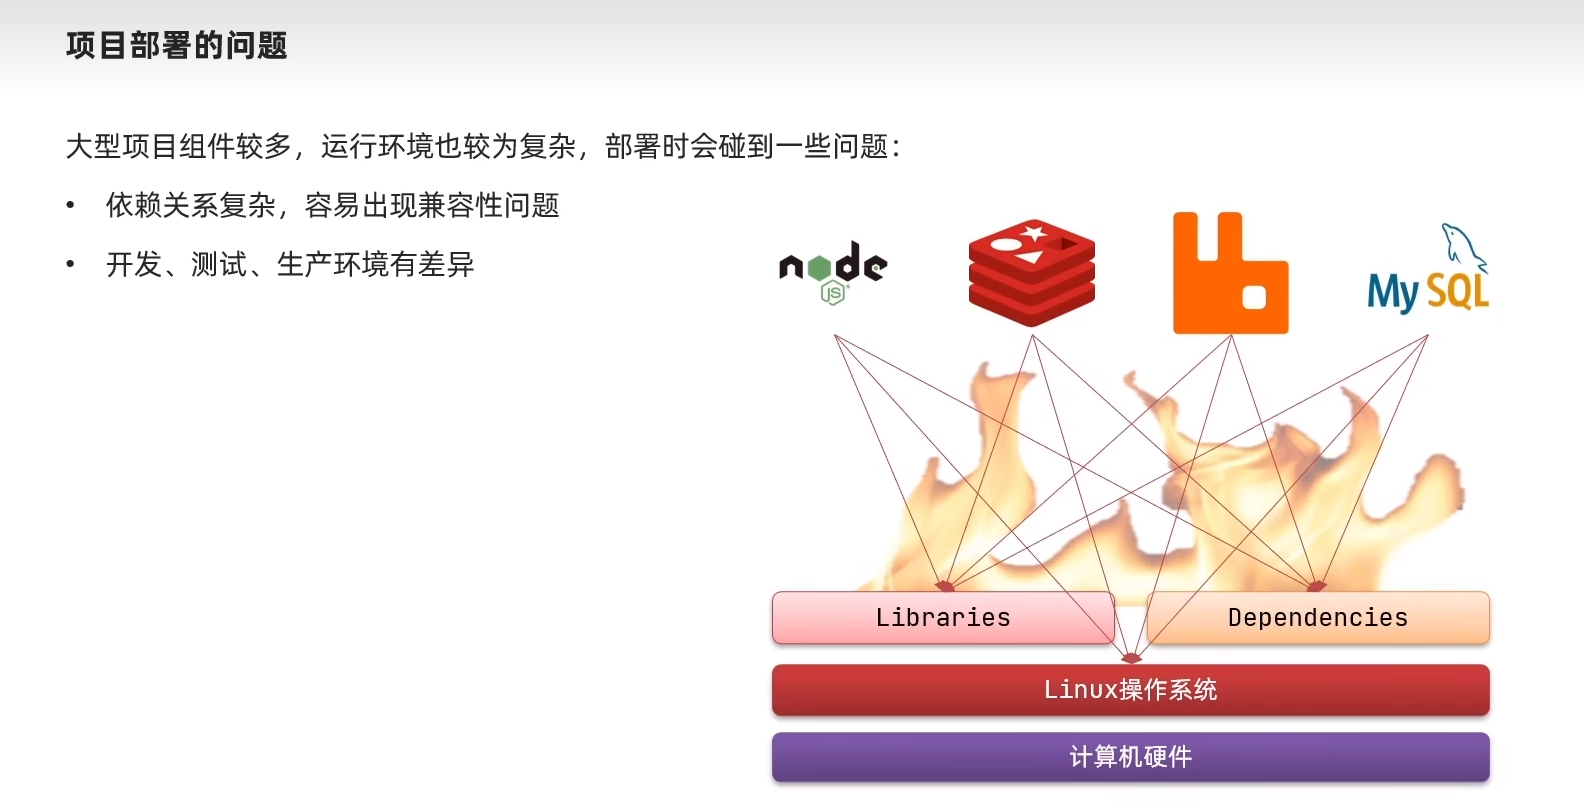 项目部署的问题
大型项目组件较多，运行环境也较为复杂，部署时会碰到一些问题：
• 依赖关系复杂，容易出现兼容性问题
• 开发、测试、生产环境有差异
node
JS
MySQL
Libraries
Dependencies
Linux操作系统
计算机硬件